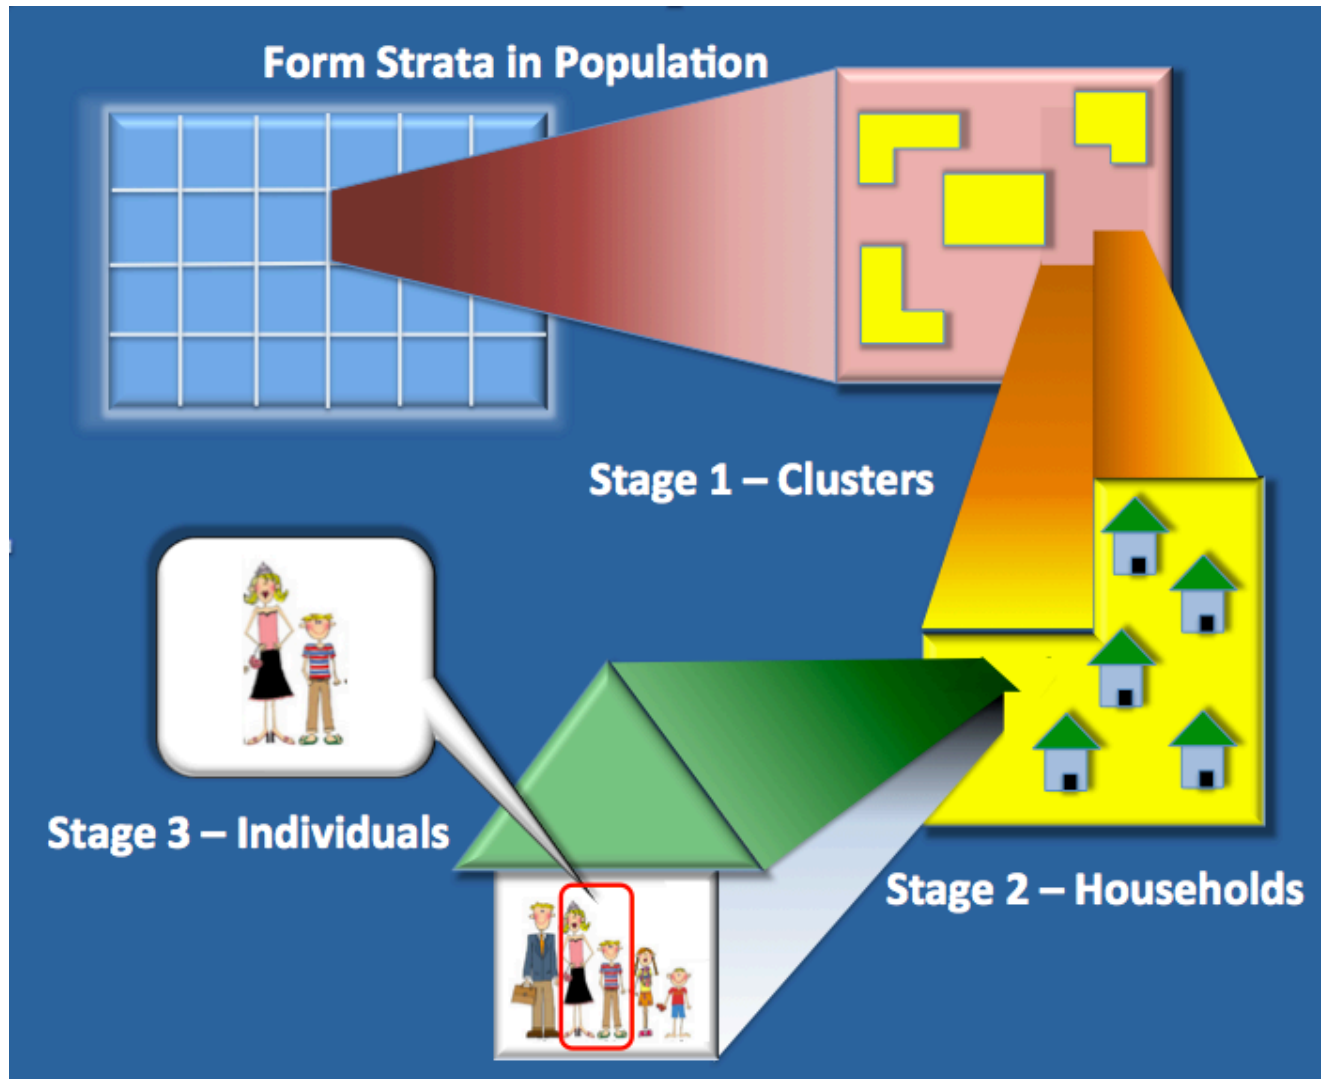 Form Strata in Population
Stage 1 – Clusters
Stage 2 – Households
Stage 3 – Individuals